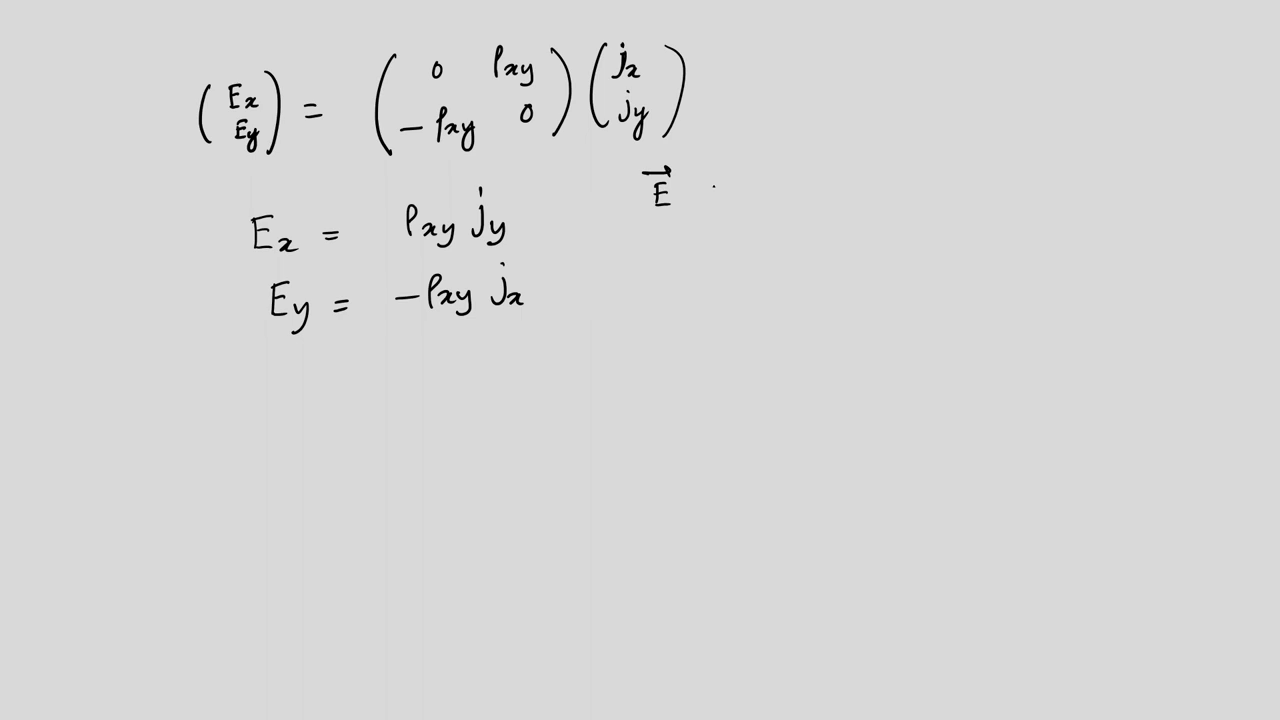 (Ex Ey) = (0 ρxy -ρxy 0) (jx jy)
E⃗ .
Ex = ρxy jy
Ey = -ρxy jx